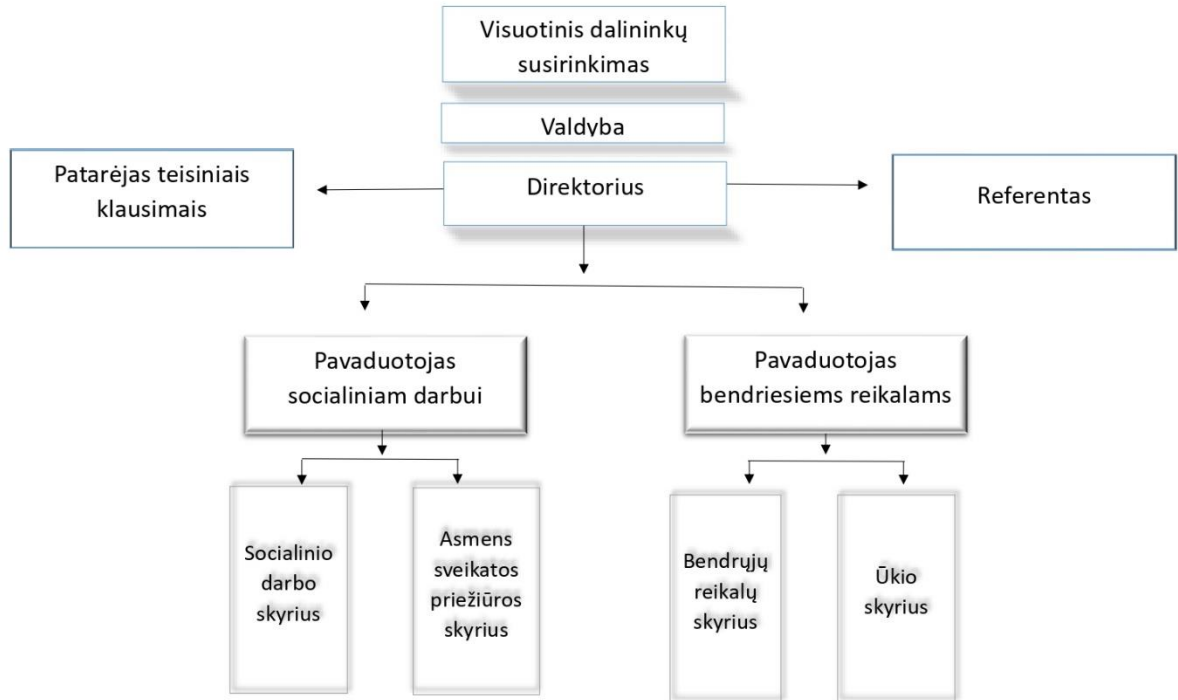 Visuotinis dalininkų
susirinkimas
Valdyba
Patarėjas teisiniais
klausimais
Direktorius
Referentas
Pavaduotojas
socialiniam darbui
Pavaduotojas
bendriesiems reikalams
Socialinio
darbo
skyrius
Asmens
sveikatos
priežiūros
skyrius
Bendrųjų
reikalų
skyrius
Ūkio
skyrius